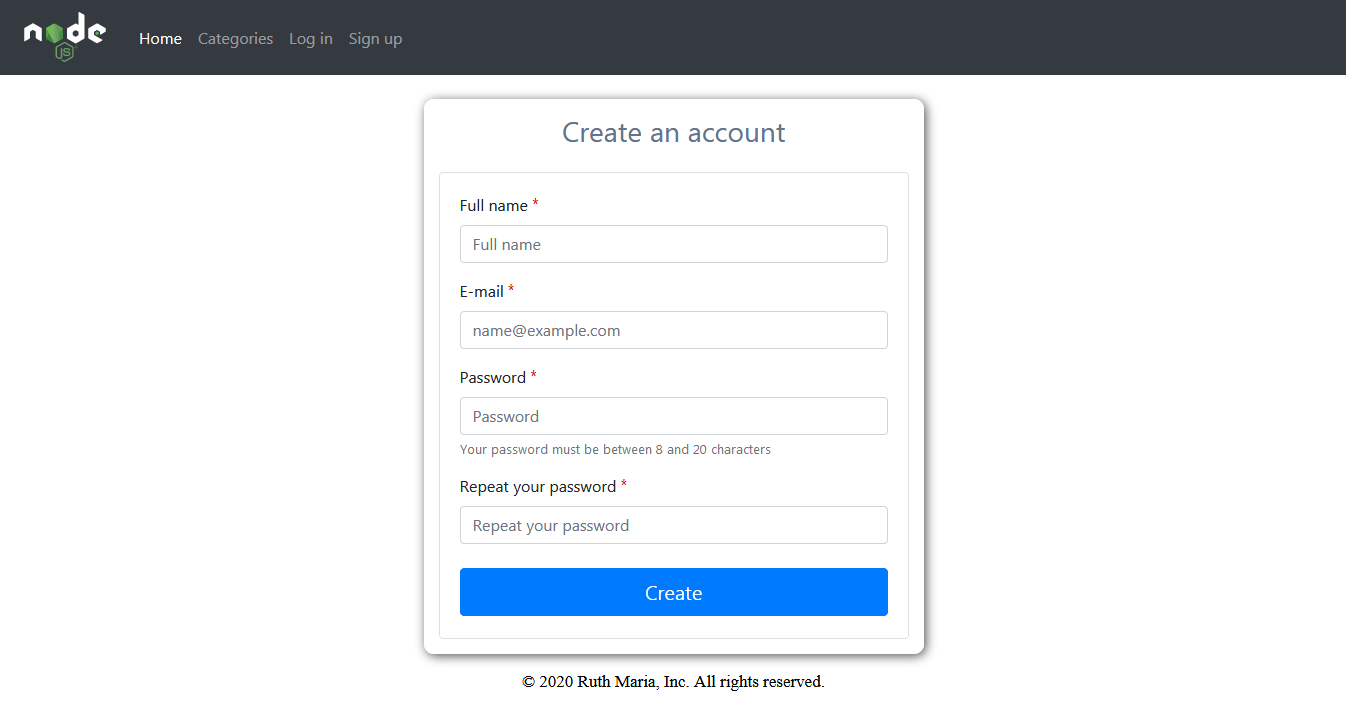 node
JS
Home Categories Log in Sign up
Create an account
Full name *
Full name
E-mail *
name@example.com
Password *
Password
Your password must be between 8 and 20 characters
Repeat your password *
Repeat your password
Create
© 2020 Ruth Maria, Inc. All rights reserved.